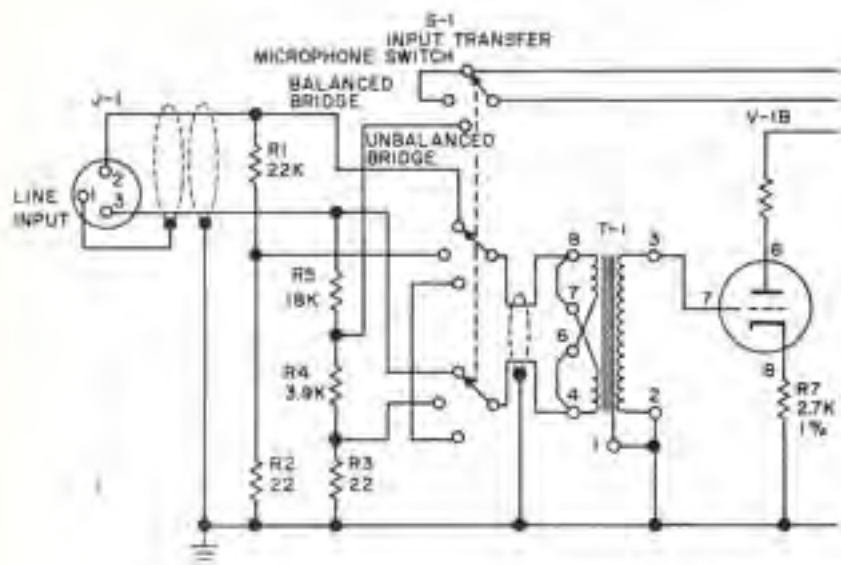 S-1
INPUT TRANSFER
MICROPHONE SWITCH
BALANCED
BRIDGE
UNBALANCED
BRIDGE
V-1B
J-1
R1
22K
LINE
INPUT
1
2
3
T-1
8
7
6
4
3
2
1
6
7
8
R5
18K
R4
3.9K
R2
22
R3
22
R7
2.7K
1%